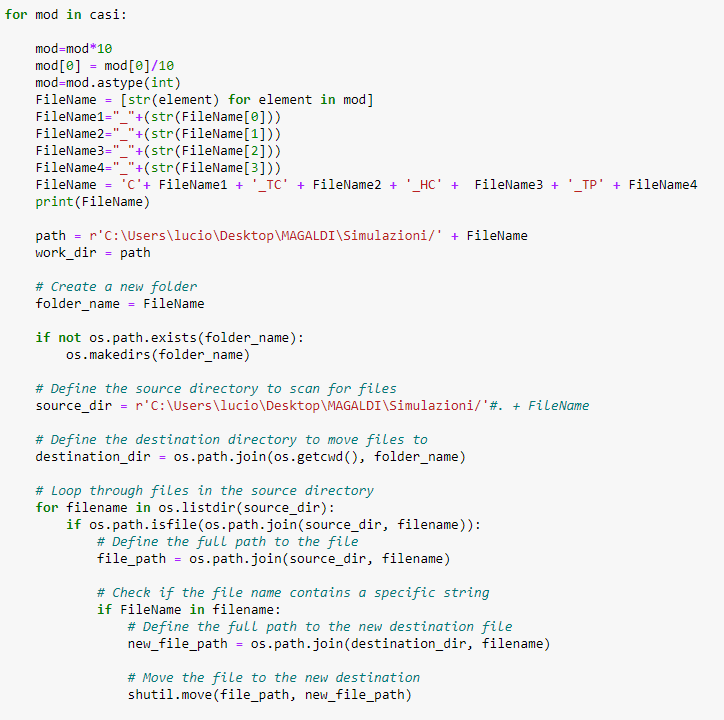 for mod in casi:
mod=mod*10
mod[0] = mod[0]/10
mod=mod.astype(int)
FileName = [str(element) for element in mod]
FileName1="_"+(str(FileName[0]))
FileName2="_"+(str(FileName[1]))
FileName3="_"+(str(FileName[2]))
FileName4="_"+(str(FileName[3]))
FileName = 'C'+ FileName1 + '_TC' + FileName2 + '_HC' +  FileName3 + '_TP' + FileName4
print(FileName)
path = r'C:\Users\lucio\Desktop\MAGALDI\Simulazioni/' + FileName
work_dir = path
# Create a new folder
folder_name = FileName
if not os.path.exists(folder_name):
os.makedirs(folder_name)
# Define the source directory to scan for files
source_dir = r'C:\Users\lucio\Desktop\MAGALDI\Simulazioni/'#. + FileName
# Define the destination directory to move files to
destination_dir = os.path.join(os.getcwd(), folder_name)
# Loop through files in the source directory
for filename in os.listdir(source_dir):
if os.path.isfile(os.path.join(source_dir, filename)):
# Define the full path to the file
file_path = os.path.join(source_dir, filename)
# Check if the file name contains a specific string
if FileName in filename:
# Define the full path to the new destination file
new_file_path = os.path.join(destination_dir, filename)
# Move the file to the new destination
shutil.move(file_path, new_file_path)